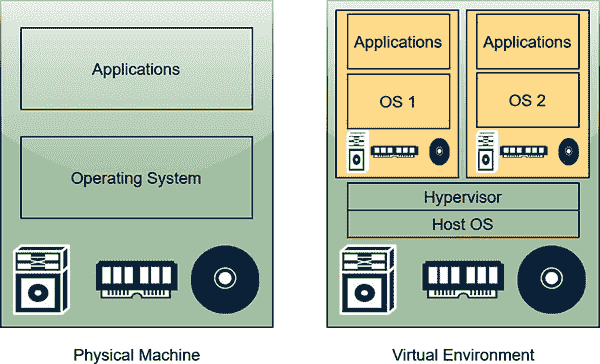 Applications
Operating System
Physical Machine
Applications
Applications
OS 1
OS 2
Hypervisor
Host OS
Virtual Environment